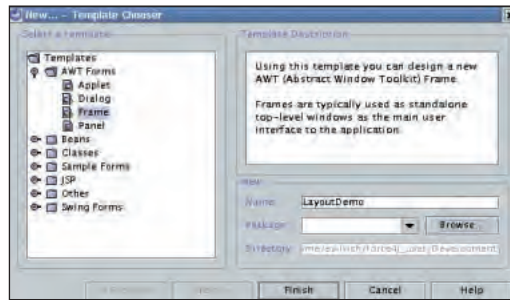 New... - Template Chooser
Select a template:
Templates
AWT Forms
Applet
Dialog
Frame
Panel
Beans
Classes
Sample Forms
JSP
Other
Swing Forms
Template Description
Using this template you can design a new
AWT (Abstract Window Toolkit) Frame.
Frames are typically used as standalone
top-level windows as the main user
interface to the application.
New
Name: LayoutDemo
Package: Browse...
Directory: /Development
Finish
Cancel
Help